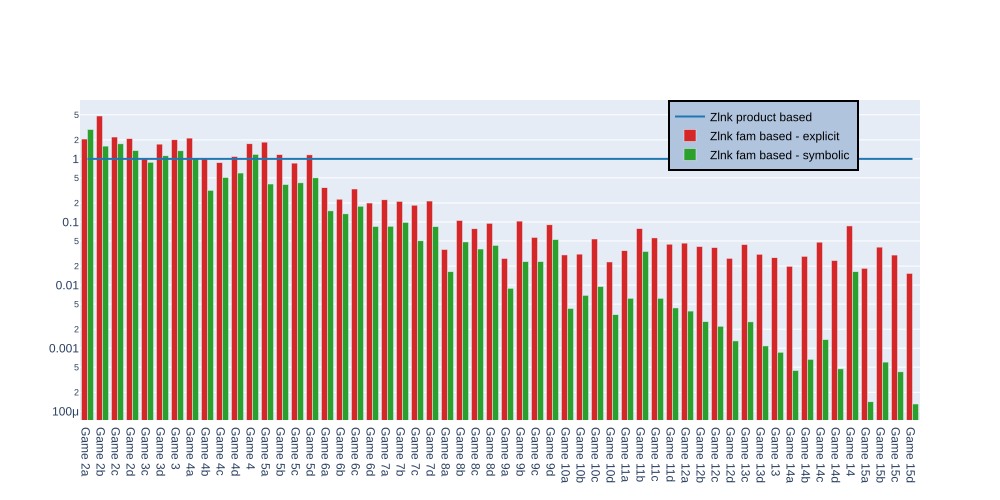 5
2
1
5
2
0.1
5
2
0.01
5
2
0.001
5
2
100μ
Zlnk product based
Zlnk fam based - explicit
Zlnk fam based - symbolic
Game 2a
Game 2b
Game 2c
Game 2d
Game 3c
Game 3d
Game 3
Game 4a
Game 4b
Game 4c
Game 4d
Game 4
Game 5a
Game 5b
Game 5c
Game 5d
Game 6a
Game 6b
Game 6c
Game 6d
Game 7a
Game 7b
Game 7c
Game 7d
Game 8a
Game 8b
Game 8c
Game 8d
Game 9a
Game 9b
Game 9c
Game 9d
Game 10a
Game 10b
Game 10c
Game 10d
Game 11a
Game 11b
Game 11c
Game 11d
Game 12a
Game 12b
Game 12c
Game 12d
Game 13c
Game 13d
Game 13
Game 14a
Game 14b
Game 14c
Game 14d
Game 14
Game 15a
Game 15b
Game 15c
Game 15d